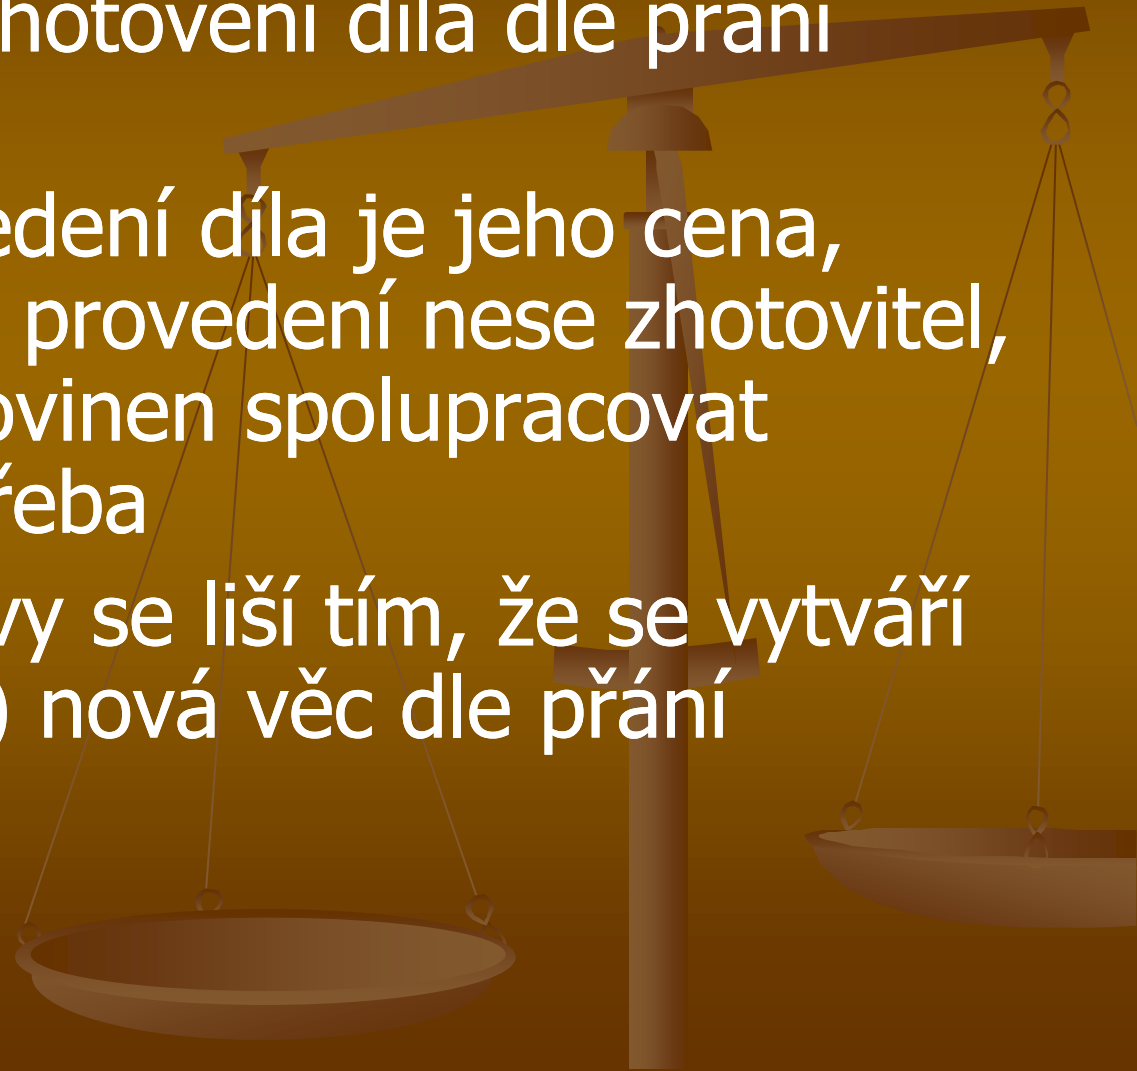 hotovení díla dle přání
edení díla je jeho cena,
provedení nese zhotovitel,
ovinen spolupracovat
řeba
vy se liší tím, že se vytváří
) nová věc dle přání